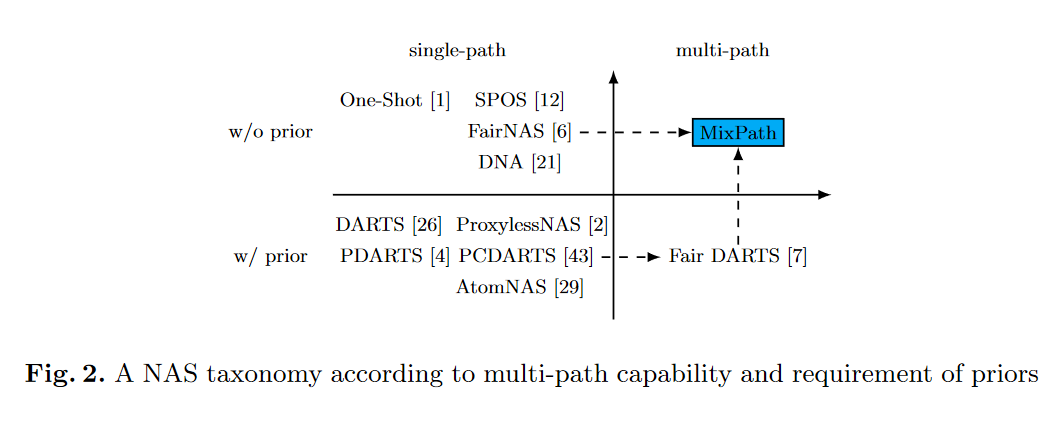 single-path multi-path
One-Shot [1] SPOS [12]
w/o prior FairNAS [6] MixPath
DNA [21]
DARTS [26] ProxylessNAS [2]
w/ prior PDARTS [4] PCDARTS [43] Fair DARTS [7]
AtomNAS [29]
Fig. 2. A NAS taxonomy according to multi-path capability and requirement of priors